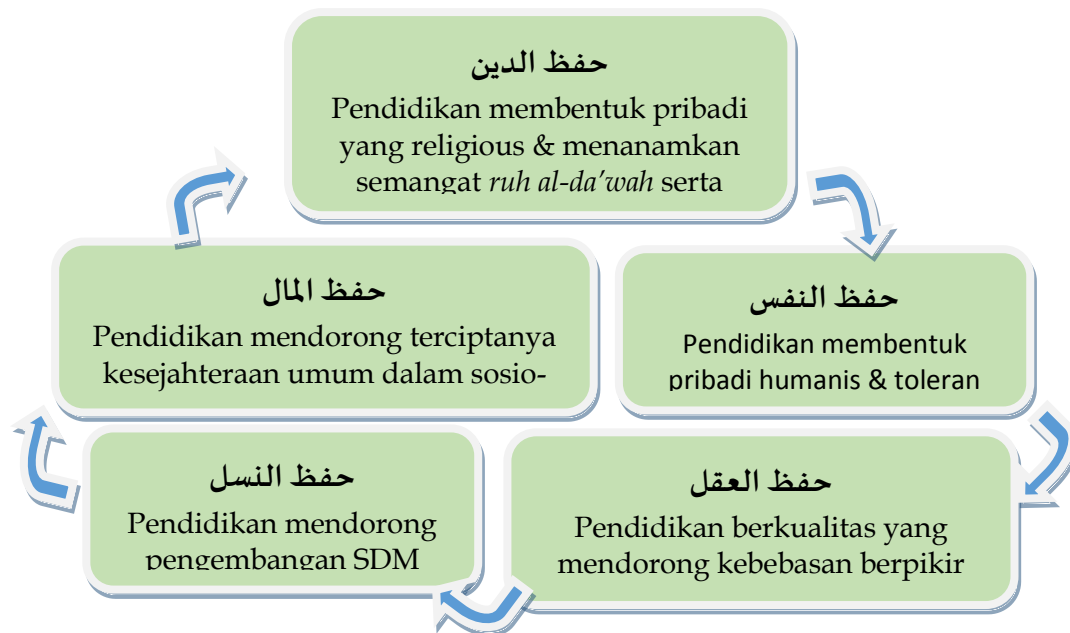 حفظ الدين
Pendidikan membentuk pribadi
yang religious & menanamkan
semangat ruh al-da’wah serta
حفظ النفس
Pendidikan membentuk
pribadi humanis & toleran
حفظ العقل
Pendidikan berkualitas yang
mendorong kebebasan berpikir
حفظ النسل
Pendidikan mendorong
pengembangan SDM
حفظ المال
Pendidikan mendorong terciptanya
kesejahteraan umum dalam sosio-